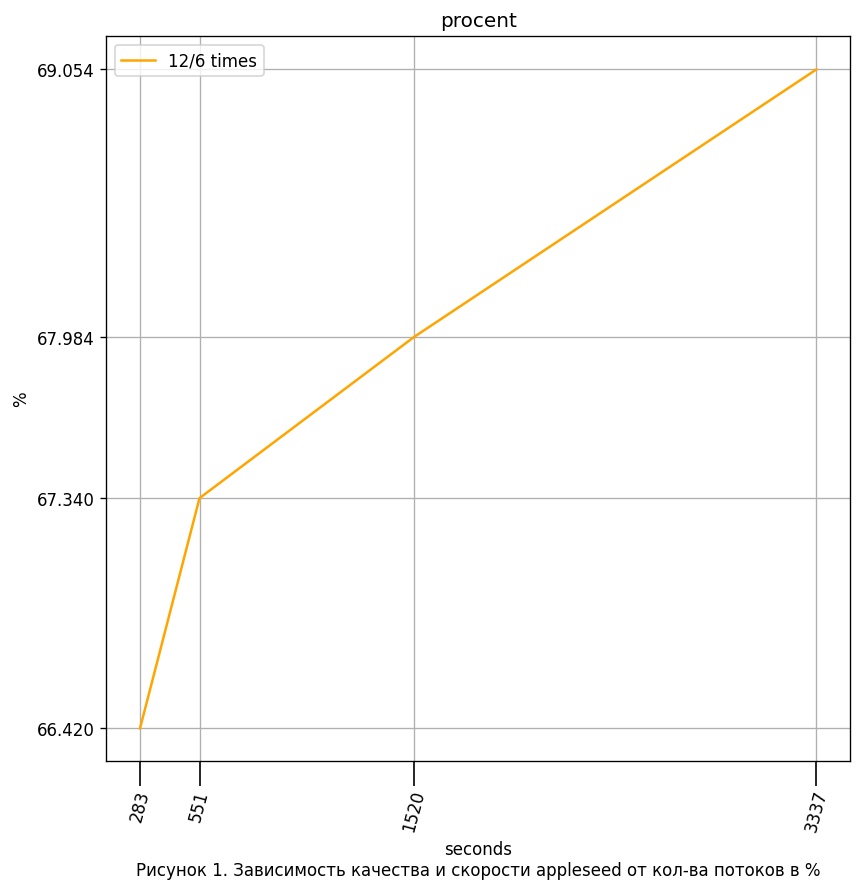 procent
12/6 times
69.054
67.984
%
67.340
66.420
283
551
1520
3337
seconds
Рисунок 1. Зависимость качества и скорости appleseed от кол-ва потоков в %